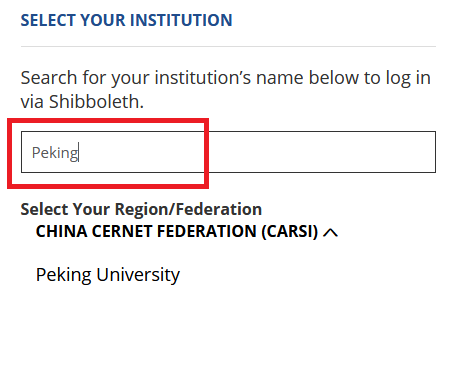 SELECT YOUR INSTITUTION
Search for your institution’s name below to log in
via Shibboleth.
Peking
Select Your Region/Federation
CHINA CERNET FEDERATION (CARSI)
Peking University